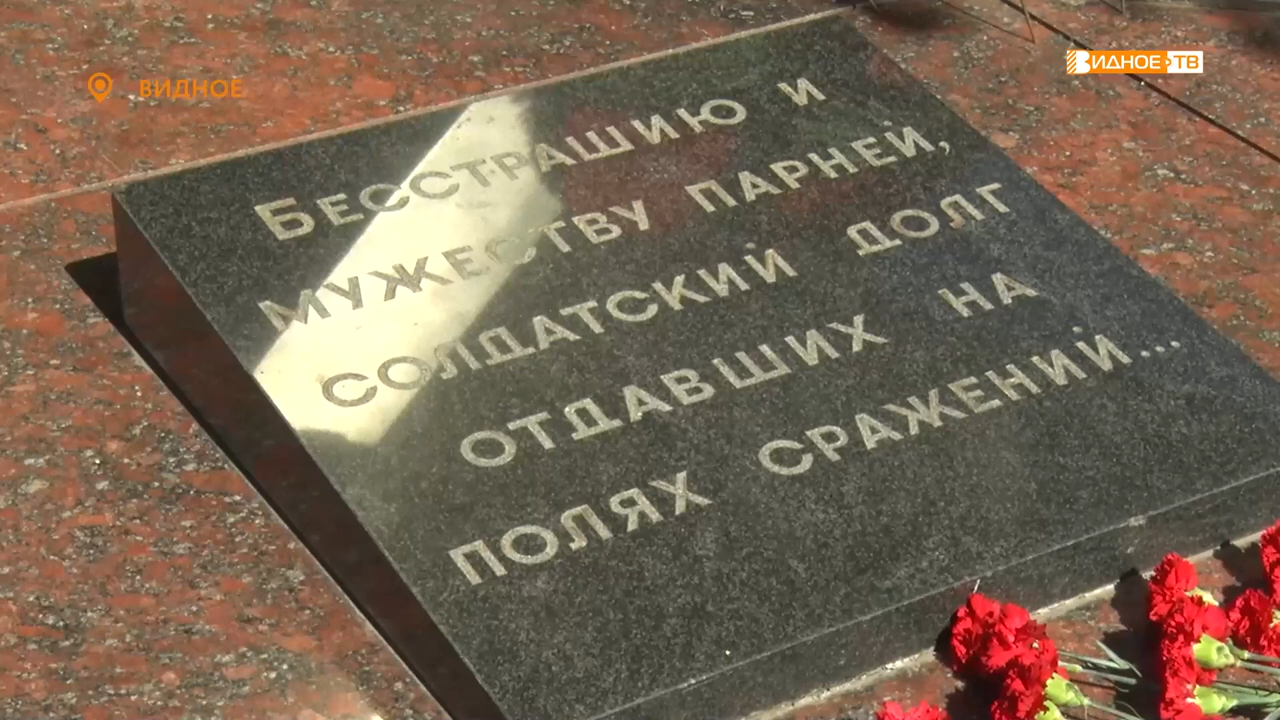 ВИДНОЕ
ВИДНОЕ ТВ
БЕССТРАШИЮ И
МУЖЕСТВУ ПАРНЕЙ,
СОЛДАТСКИЙ ДОЛГ
ОТДАВШИХ НА
ПОЛЯХ СРАЖЕНИЙ...